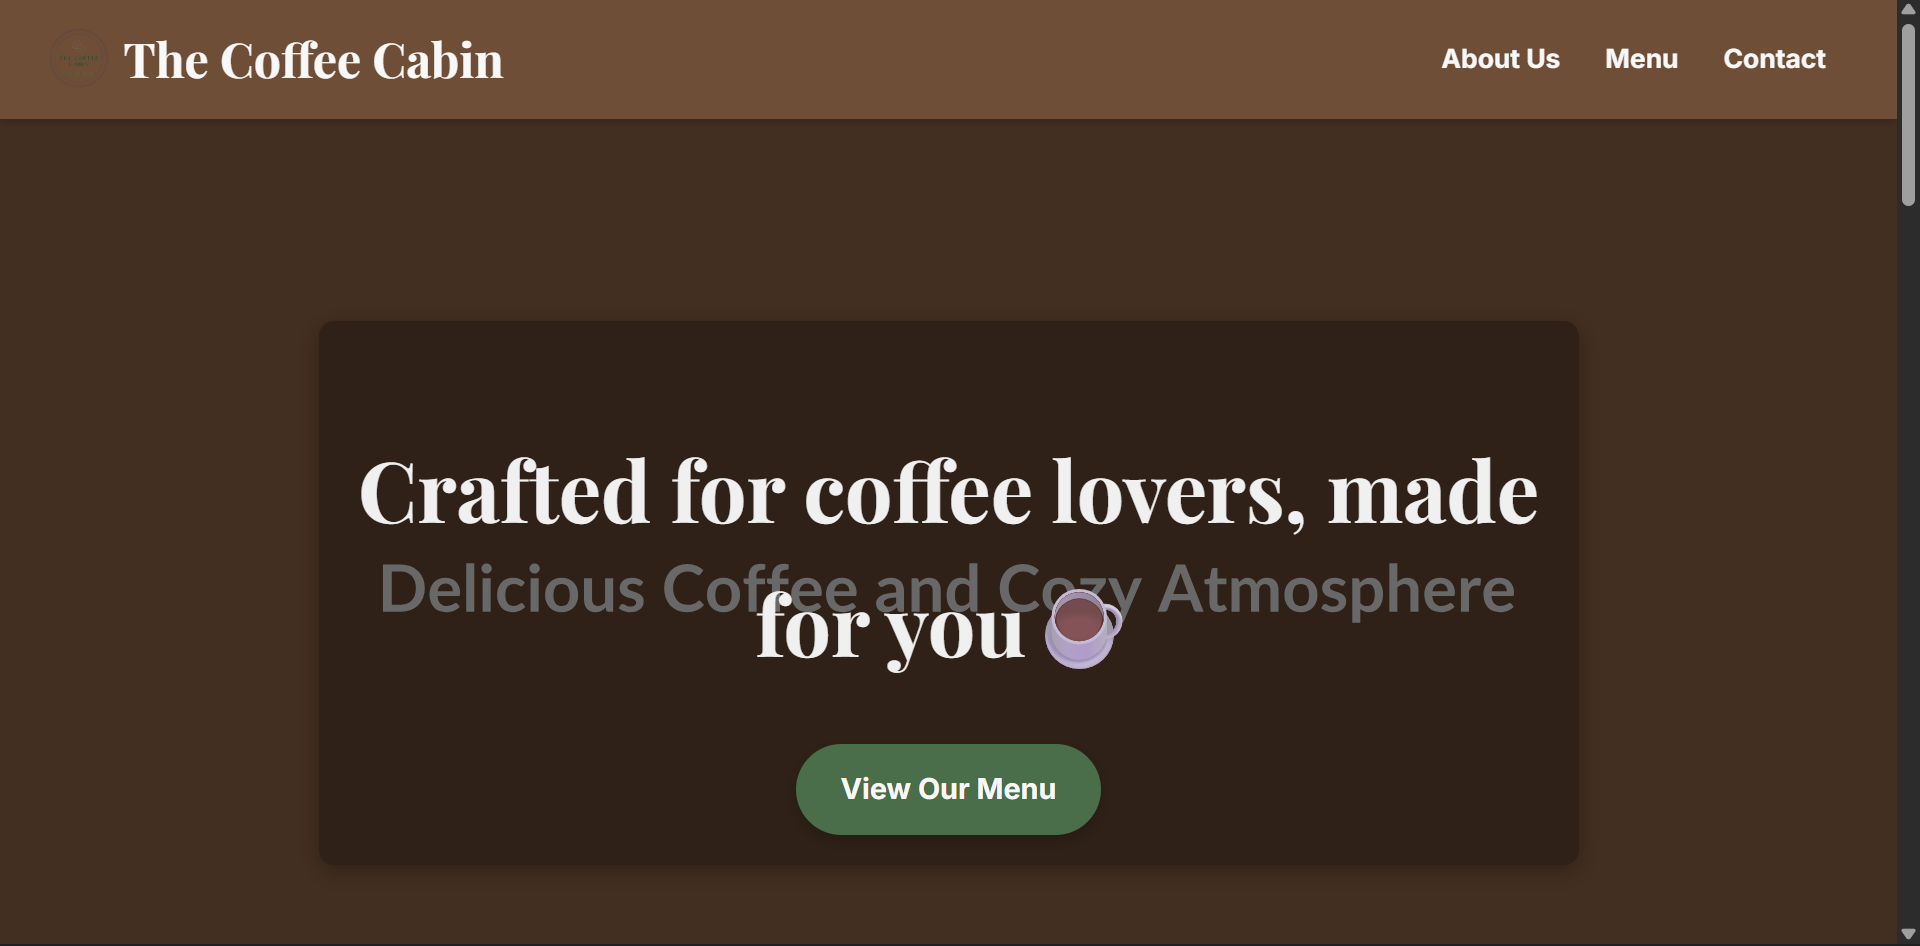 The Coffee Cabin
About Us
Menu
Contact
Crafted for coffee lovers, made
Delicious Coffee and Cozy Atmosphere
for you
View Our Menu